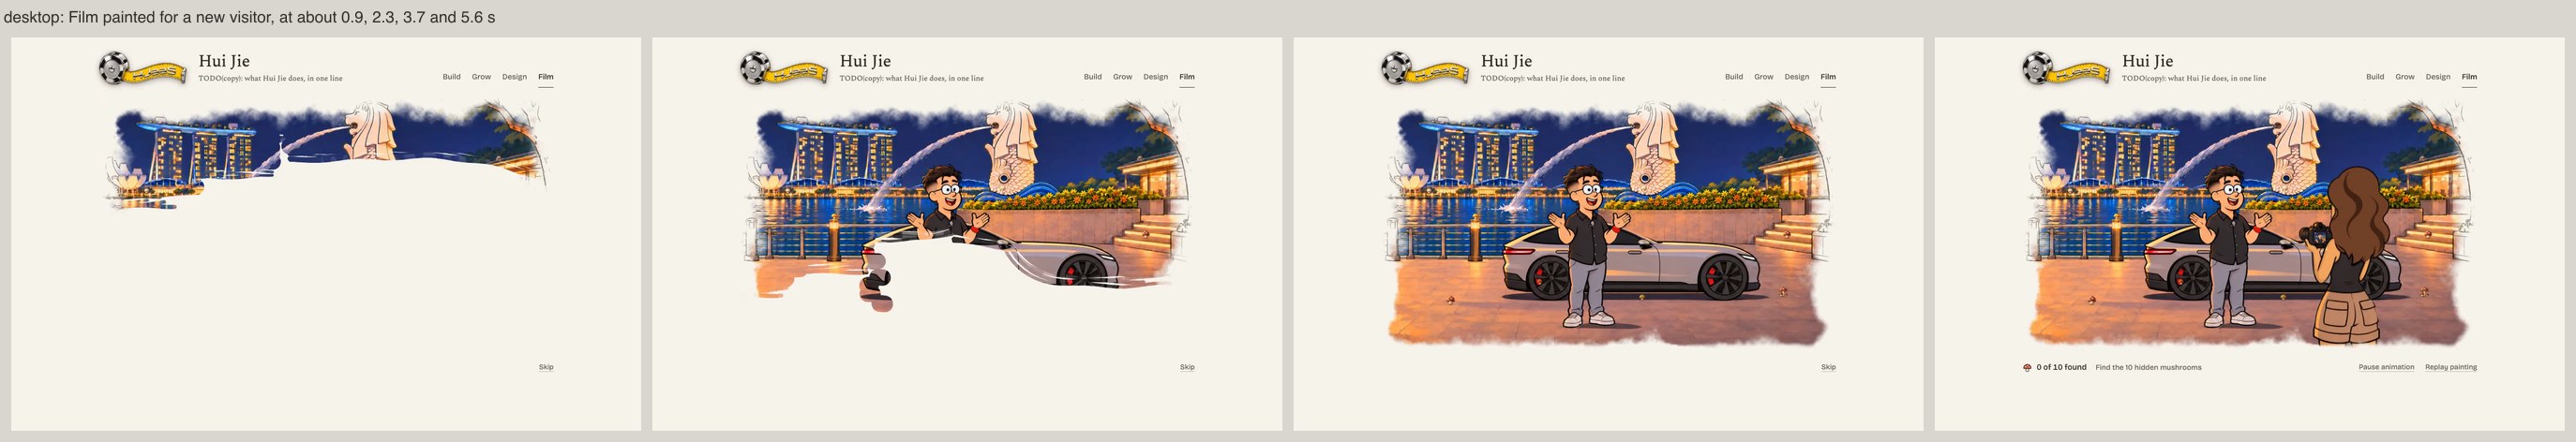 desktop: Film painted for a new visitor, at about 0.9, 2.3, 3.7 and 5.6 s
Hui Jie
TODO(copy): what Hui Jie does, in one line
Build Grow Design Film
Skip
Hui Jie
TODO(copy): what Hui Jie does, in one line
Build Grow Design Film
Skip
Hui Jie
TODO(copy): what Hui Jie does, in one line
Build Grow Design Film
Skip
Hui Jie
TODO(copy): what Hui Jie does, in one line
Build Grow Design Film
0 of 10 found Find the 10 hidden mushrooms Pause animation Replay painting